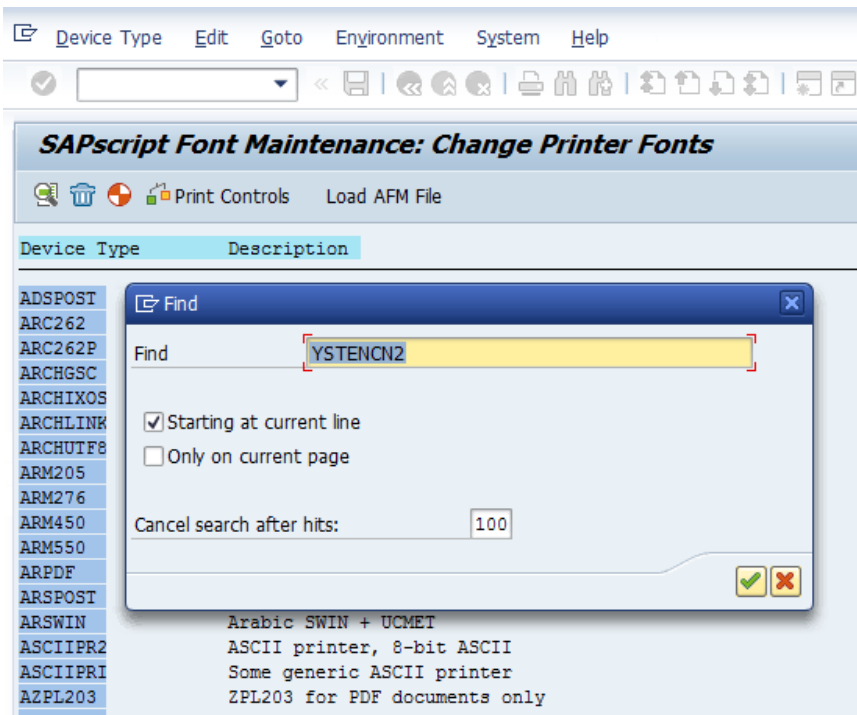 Device Type Edit Goto Environment System Help
SAPscript Font Maintenance: Change Printer Fonts
Print Controls Load AFM File
Device Type Description
ADSPOST
Find
ARC262
ARC262P
Find YSTENCN2
ARCHGSC
ARCHIXOS
ARCHLINK
Starting at current line
ARCHUTF8
Only on current page
ARM205
ARM276
ARM450
Cancel search after hits: 100
ARM550
ARPDF
ARSPOST
ARSWIN Arabic SWIN + UCMET
ASCIIPR2 ASCII printer, 8-bit ASCII
ASCIIPRI Some generic ASCII printer
AZPL203 ZPL203 for PDF documents only